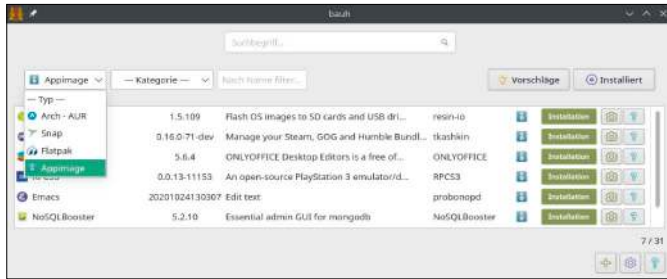 bauh
Suchbegriff...
Appimage
— Kategorie —
Nach Name filter...
Vorschläge
Installiert
— Typ —
Arch - AUR
Snap
Flatpak
Appimage
1.5.109 Flash OS images to SD cards and USB dri... resin-io Installation
0.16.0-71-dev Manage your Steam, GOG and Humble Bundl... tkashkin Installation
5.6.4 ONLYOFFICE Desktop Editors is a free of... ONLYOFFICE Installation
RPCS3 0.0.13-11153 An open-source PlayStation 3 emulator/d... RPCS3 Installation
Emacs 20201024130307 Edit text probonopd Installation
NoSQLBooster 5.2.10 Essential admin GUI for mongodb NoSQLBooster Installation
7 / 31